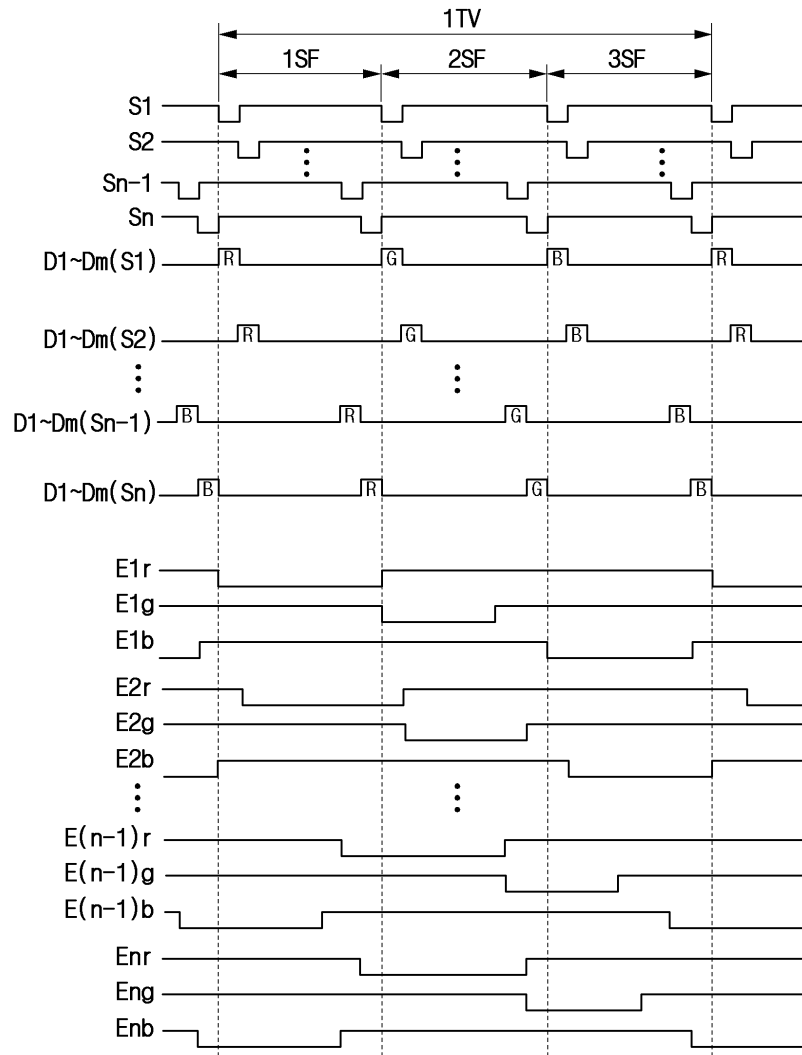 1TV
1SF 2SF 3SF
S1
S2
Sn-1
Sn
D1~Dm(S1) R G B R
D1~Dm(S2) R G B R
D1~Dm(Sn-1) B R G B
D1~Dm(Sn) B R G B
E1r
E1g
E1b
E2r
E2g
E2b
E(n-1)r
E(n-1)g
E(n-1)b
Enr
Eng
Enb